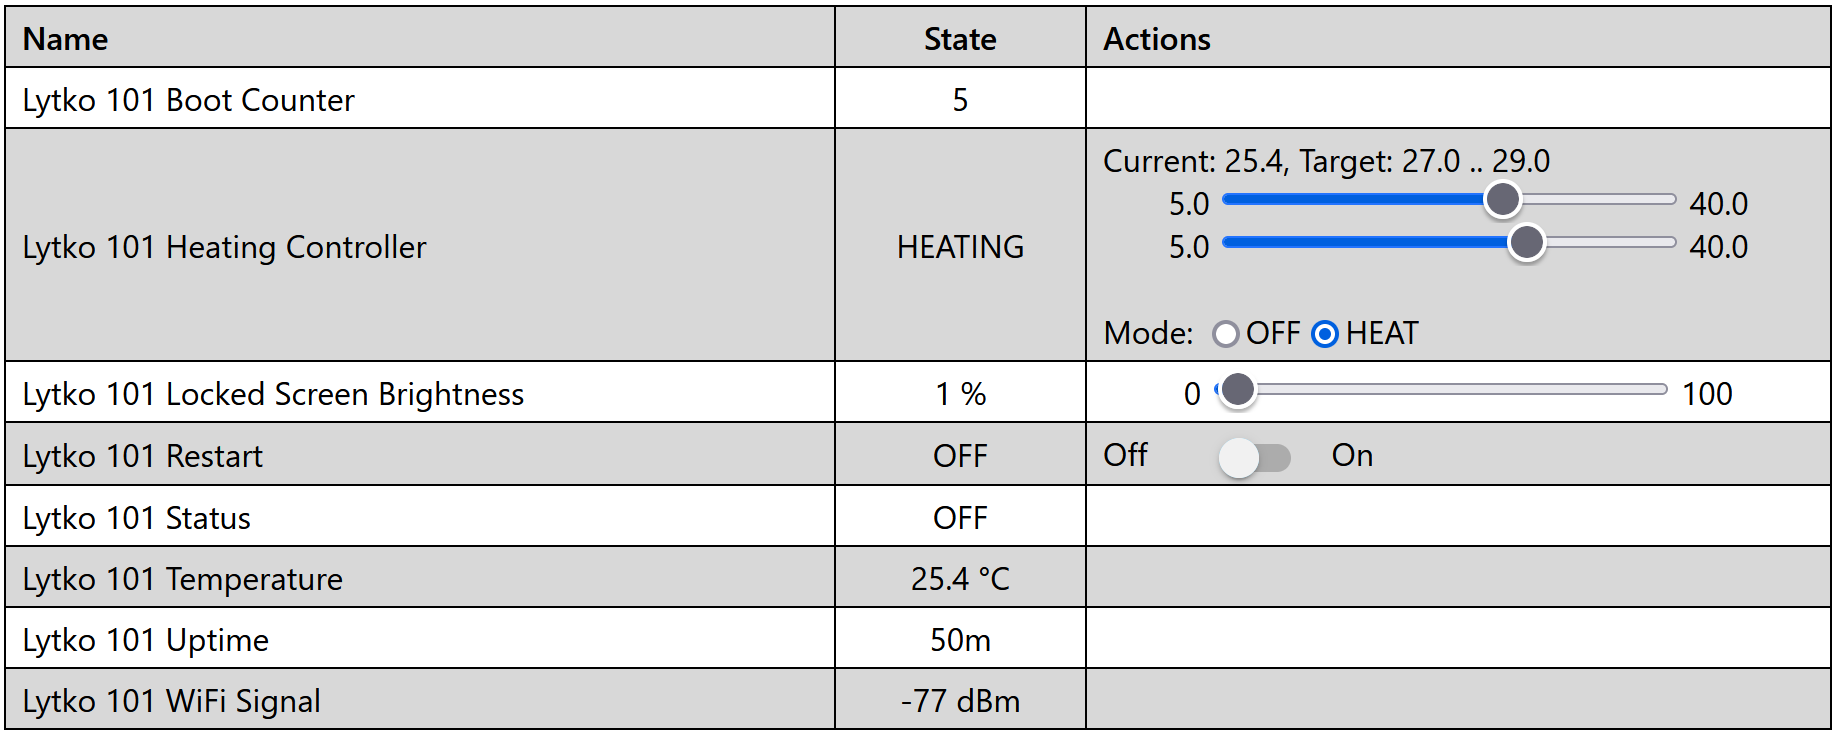 Name State Actions
Lytko 101 Boot Counter 5
Current: 25.4, Target: 27.0 .. 29.0
5.0 40.0
Lytko 101 Heating Controller HEATING 5.0 40.0
Mode: OFF HEAT
Lytko 101 Locked Screen Brightness 1 % 0 100
Lytko 101 Restart OFF Off On
Lytko 101 Status OFF
Lytko 101 Temperature 25.4 °C
Lytko 101 Uptime 50m
Lytko 101 WiFi Signal -77 dBm